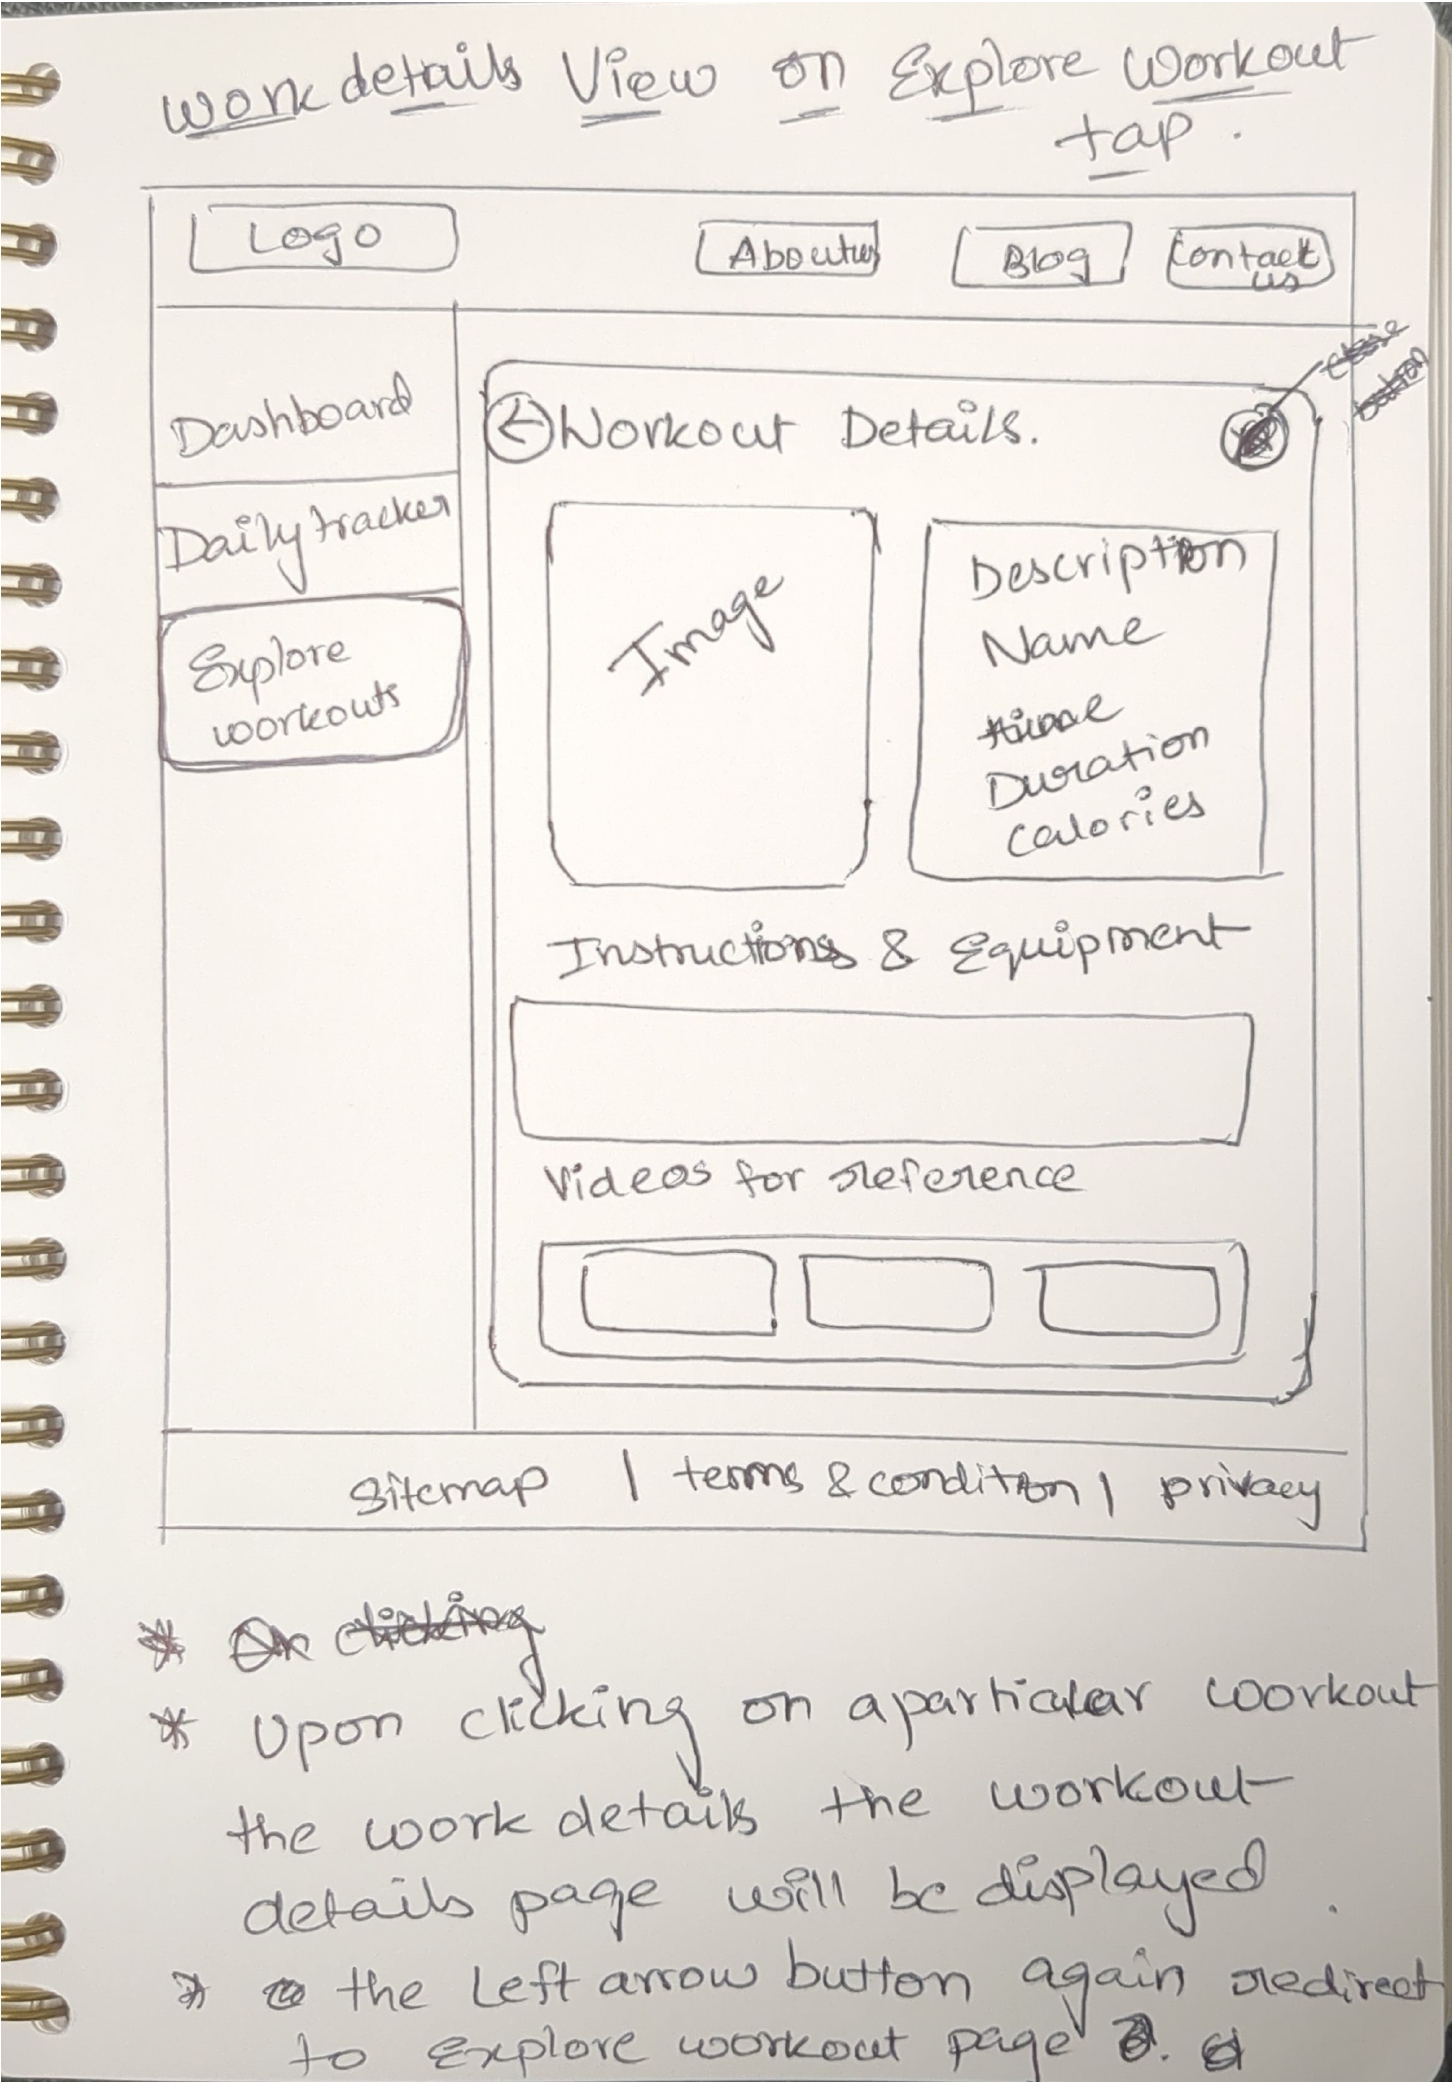 work details View on Explore Workout
tap.
Logo
About us
Blog
Contact
us
close
button
Dashboard
Workout Details.
Daily tracker
Image
Description
Name
time
Duration
Calories
Explore
workouts
Instructions & Equipment
Videos for reference
Sitemap | terms & condition | privacy
* On clicking
* Upon clicking on a particular workout
the work details the workout
details page will be displayed.
* the Left arrow button again redirect
to Explore workout page